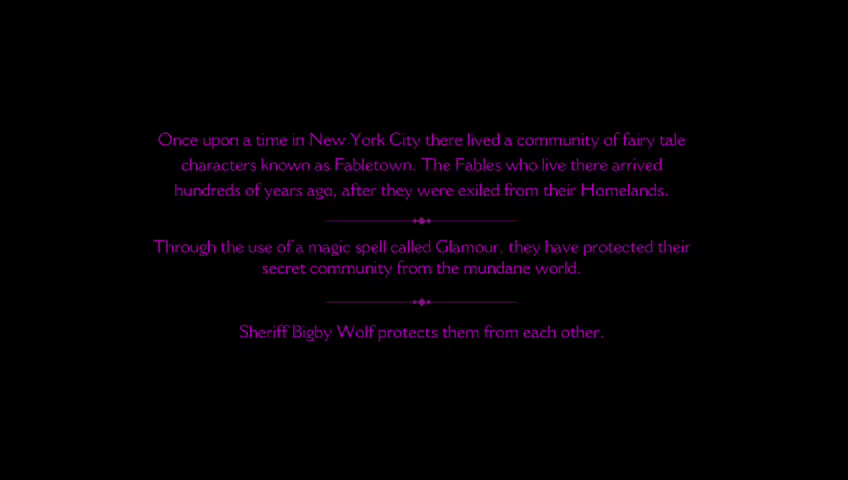 Once upon a time in New York City there lived a community of fairy tale
characters known as Fabletown. The Fables who live there arrived
hundreds of years ago, after they were exiled from their Homelands.
Through the use of a magic spell called Glamour, they have protected their
secret community from the mundane world.
Sheriff Bigby Wolf protects them from each other.